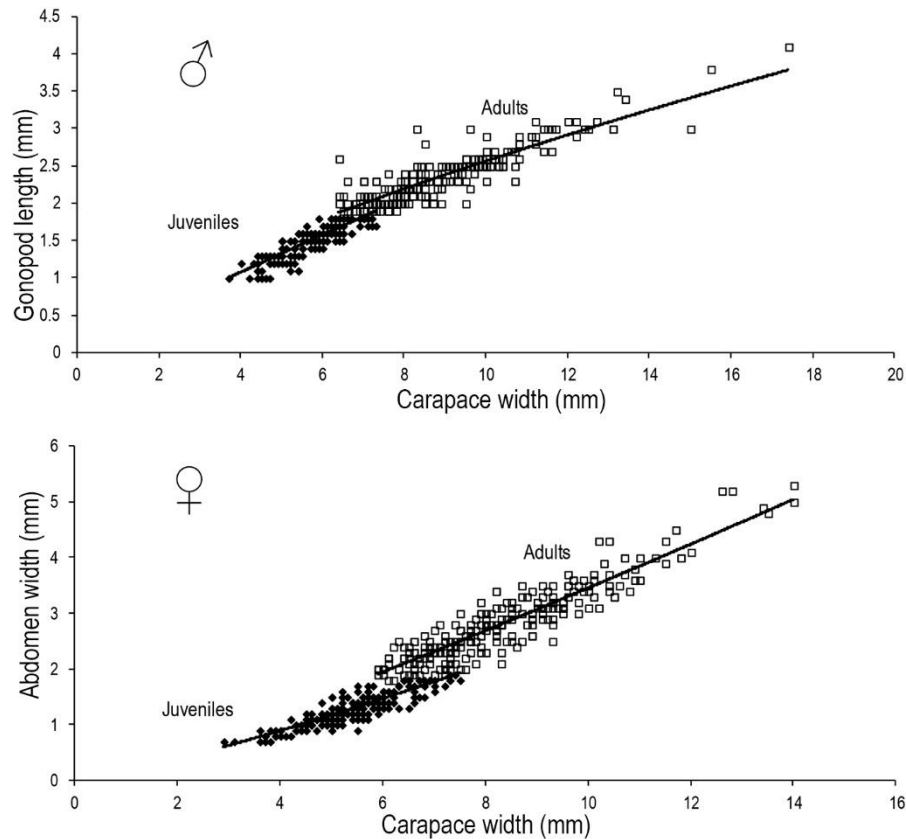 4.5
4
3.5
3
2.5
2
1.5
1
0.5
0
Gonopod length (mm)
Adults
Juveniles
0 2 4 6 8 10 12 14 16 18 20
Carapace width (mm)
6
5
4
3
2
1
0
Abdomen width (mm)
Adults
Juveniles
0 2 4 6 8 10 12 14 16
Carapace width (mm)